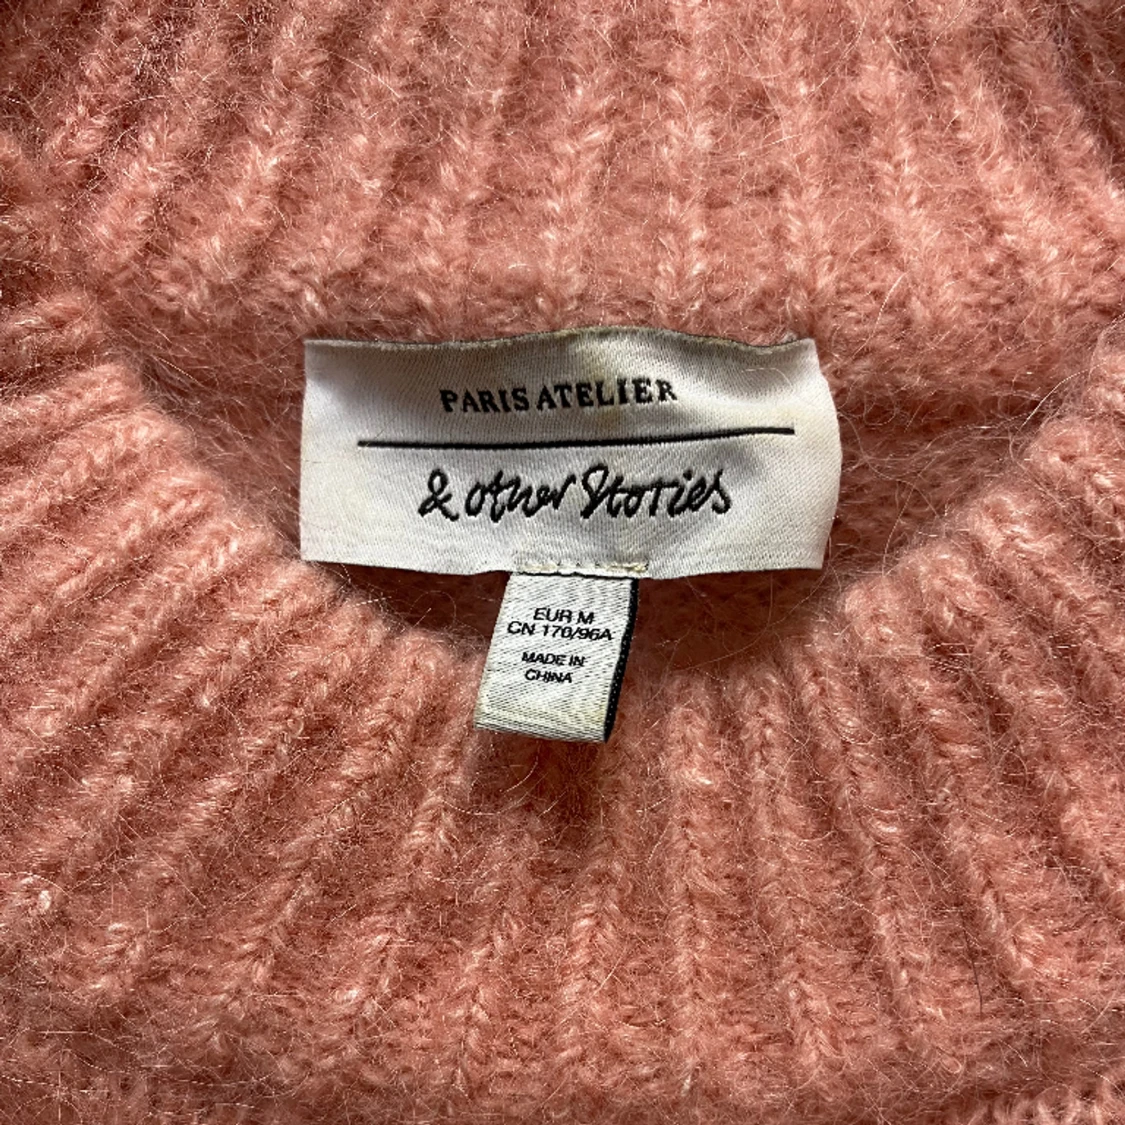 PARIS ATELIER
& other Stories
EUR M
CN 170/96A
MADE IN
CHINA